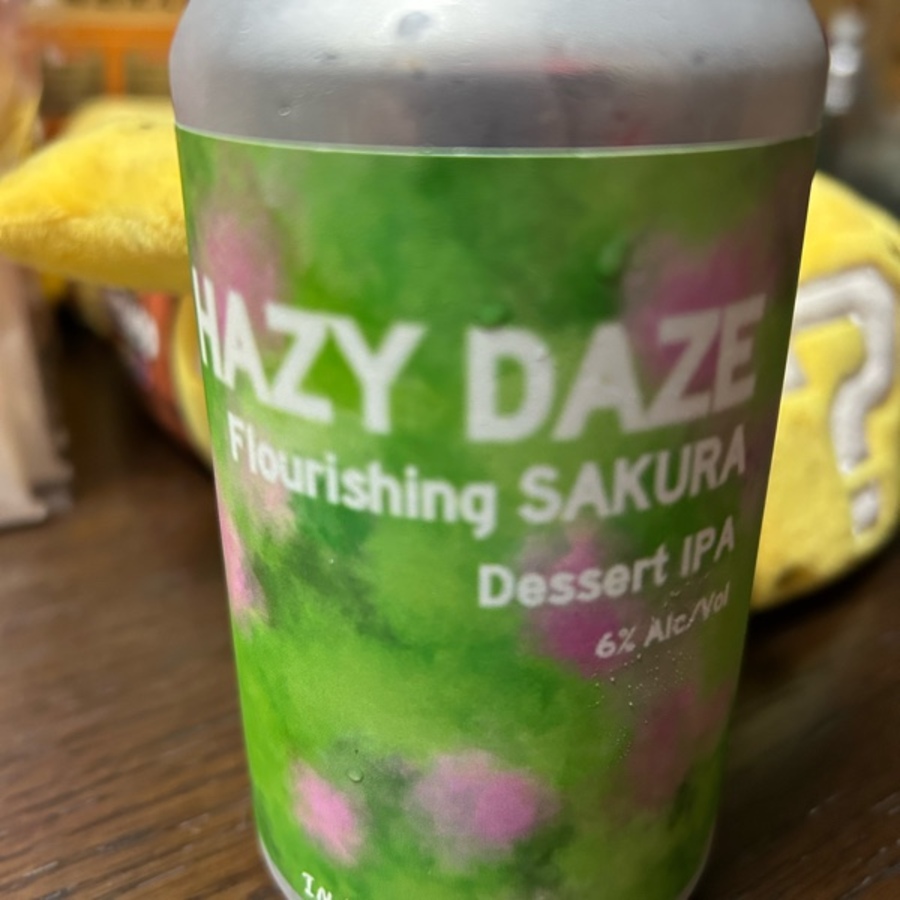 HAZY DAZE
Flourishing SAKURA
Dessert IPA
6% Alc/Vol
?